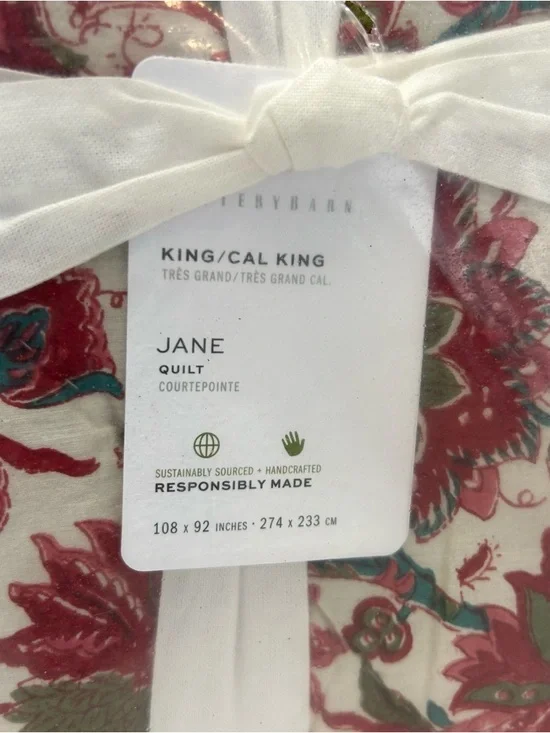 TERYBARN
KING/CAL KING
TRÈS GRAND/TRÈS GRAND CAL.
JANE
QUILT
COURTEPOINTE
SUSTAINABLY SOURCED + HANDCRAFTED
RESPONSIBLY MADE
108 x 92 INCHES · 274 x 233 CM